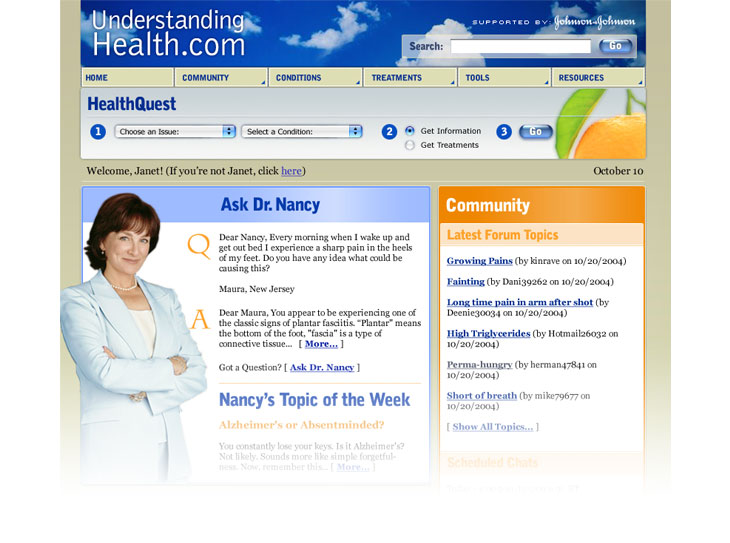 Understanding
Health.com
SUPPORTED BY: Johnson & Johnson
Search:
Go
HOME
COMMUNITY
CONDITIONS
TREATMENTS
TOOLS
RESOURCES
HealthQuest
1
Choose an Issue:
Select a Condition:
2
Get Information
Get Treatments
3
Go
Welcome, Janet! (If you're not Janet, click here)
October 10
Ask Dr. Nancy
Q
Dear Nancy, Every morning when I wake up and
get out bed I experience a sharp pain in the heels
of my feet. Do you have any idea what could be
causing this?
Maura, New Jersey
A
Dear Maura, You appear to be experiencing one of
the classic signs of plantar fasciitis. "Plantar" means
the bottom of the foot, "fascia" is a type of
connective tissue... [ More... ]
Got a Question? [ Ask Dr. Nancy ]
Nancy's Topic of the Week
Alzheimer's or Absentminded?
You constantly lose your keys. Is it Alzheimer's?
Not likely. Sounds more like simple forgetful-
ness. Now, remember this... [ More... ]
Community
Latest Forum Topics
Growing Pains (by kinrave on 10/20/2004)
Fainting (by Dani39262 on 10/20/2004)
Long time pain in arm after shot (by
Deenie30034 on 10/20/2004)
High Triglycerides (by Hotmail26032 on
10/20/2004)
Perma-hungry (by herman47841 on
10/20/2004)
Short of breath (by mike79677 on
10/20/2004)
[ Show All Topics... ]
Scheduled Chats